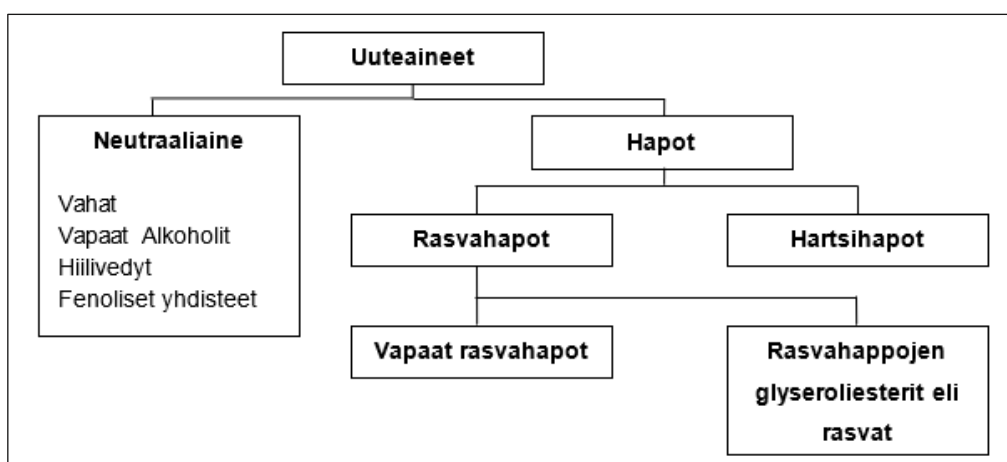 Uuteaineet
Neutraaliaine
Vahat
Vapaat Alkoholit
Hiilivedyt
Fenoliset yhdisteet
Hapot
Rasvahapot
Hartsihapot
Vapaat rasvahapot
Rasvahappojen
glyseroliesterit eli
rasvat